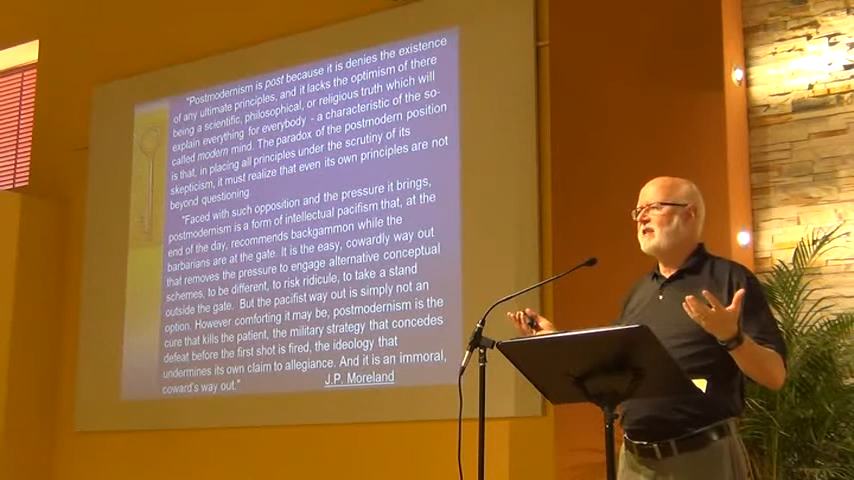 "Postmodernism is post because it is denies the existence
of any ultimate principles, and it lacks the optimism of there
being a scientific, philosophical, or religious truth which will
explain everything for everybody - a characteristic of the so-
called modern mind. The paradox of the postmodern position
is that, in placing all principles under the scrutiny of its
skepticism, it must realize that even its own principles are not
beyond questioning
"Faced with such opposition and the pressure it brings,
postmodernism is a form of intellectual pacifism that, at the
end of the day, recommends backgammon while the
barbarians are at the gate. It is the easy, cowardly way out
that removes the pressure to engage alternative conceptual
schemes, to be different, to risk ridicule, to take a stand
outside the gate. But the pacifist way out is simply not an
option. However comforting it may be, postmodernism is the
cure that kills the patient, the military strategy that concedes
defeat before the first shot is fired, the ideology that
undermines its own claim to allegiance. And it is an immoral,
coward's way out." J.P. Moreland